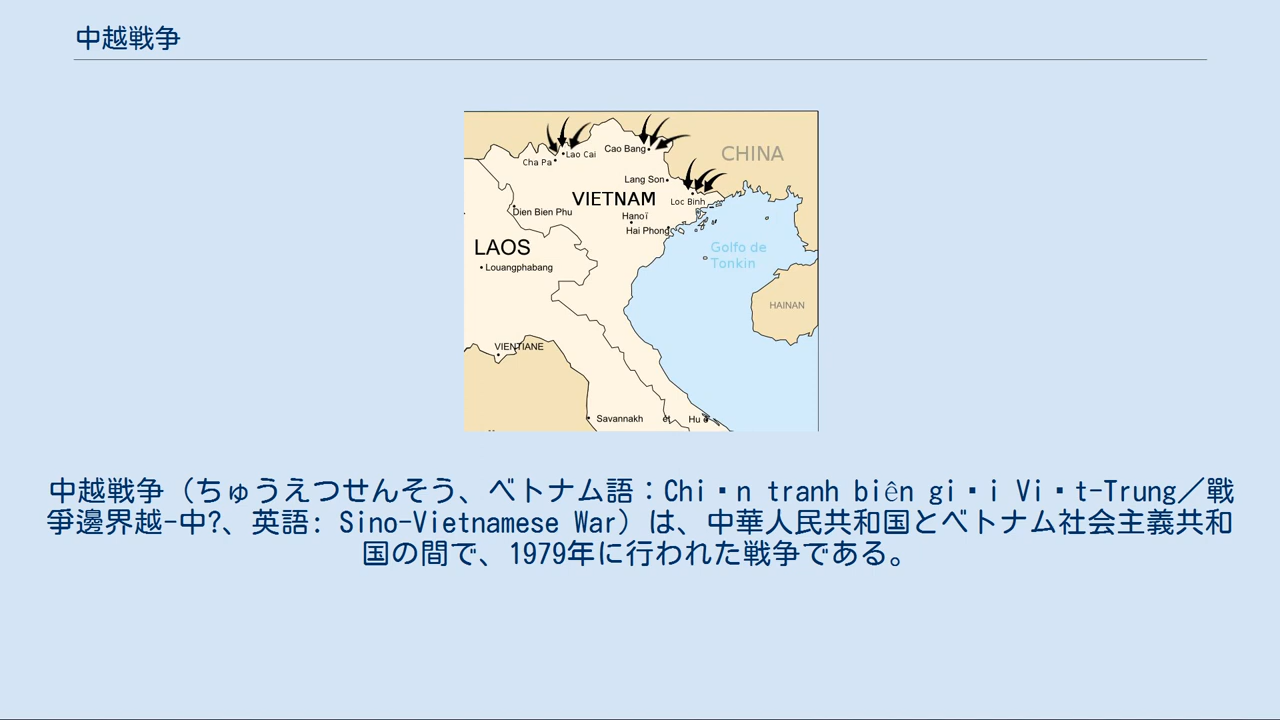 中越戦争
CHINA
Cao Bang
Lao Cai
Cha Pa
Lang Son
VIETNAM
Loc Binh
Dien Bien Phu
Hanoï
Hai Phong
LAOS
Golfo de
Tonkin
Louangphabang
HAINAN
VIENTIANE
Savannakh
中越戦争（ちゅうえつせんそう、ベトナム語：Chi・n tranh biên gi・i Vi・t-Trung／戰
爭邊界越-中?、英語: Sino-Vietnamese War）は、中華人民共和国とベトナム社会主義共和
国の間で、1979年に行われた戦争である。